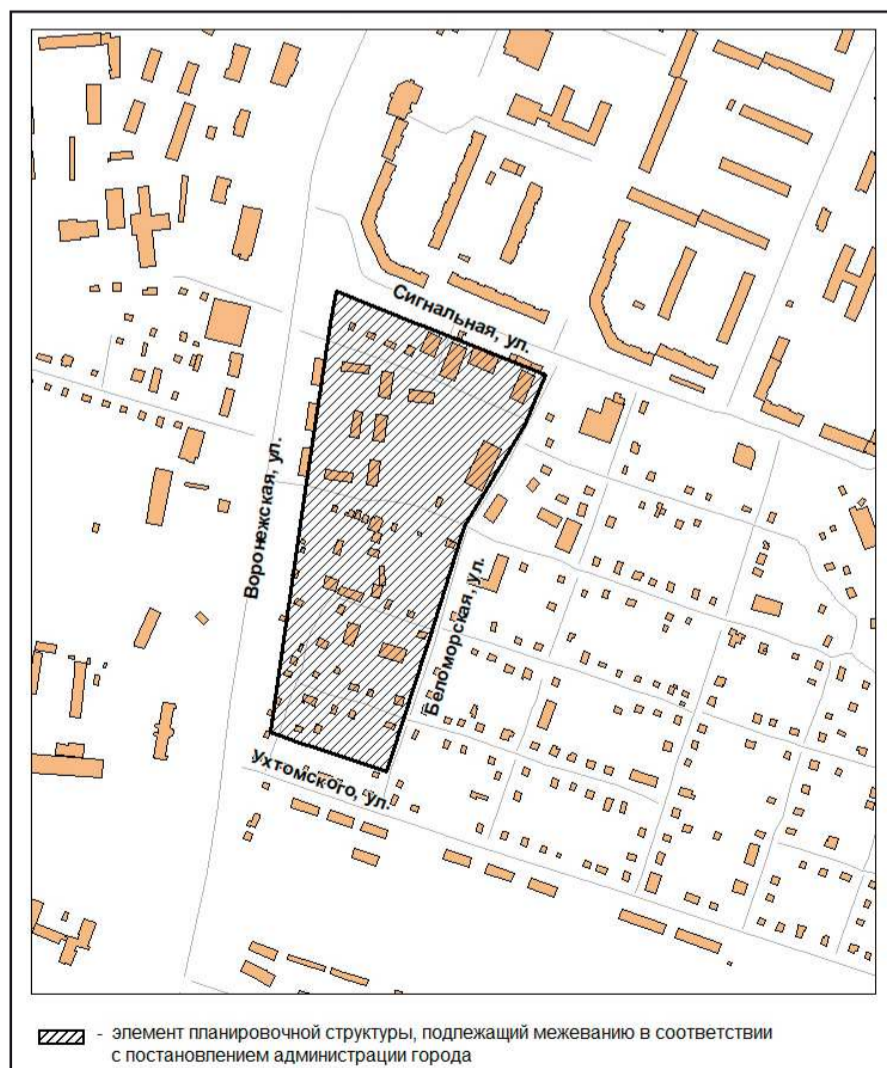 Сигнальная, ул.
Воронежская, ул.
Беломорская, ул.
Ухтомского, ул.
- элемент планировочной структуры, подлежащий межеванию в соответствии
с постановлением администрации города